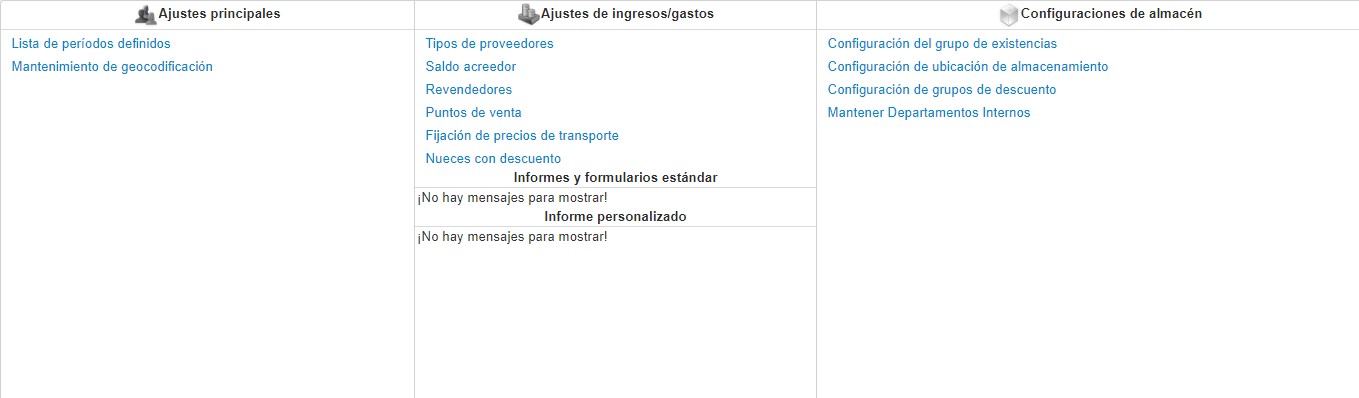 Ajustes principales
Lista de períodos definidos
Mantenimiento de geocodificación
Ajustes de ingresos/gastos
Tipos de proveedores
Saldo acreedor
Revendedores
Puntos de venta
Fijación de precios de transporte
Nueces con descuento
Informes y formularios estándar
¡No hay mensajes para mostrar!
Informe personalizado
¡No hay mensajes para mostrar!
Configuraciones de almacén
Configuración del grupo de existencias
Configuración de ubicación de almacenamiento
Configuración de grupos de descuento
Mantener Departamentos Internos